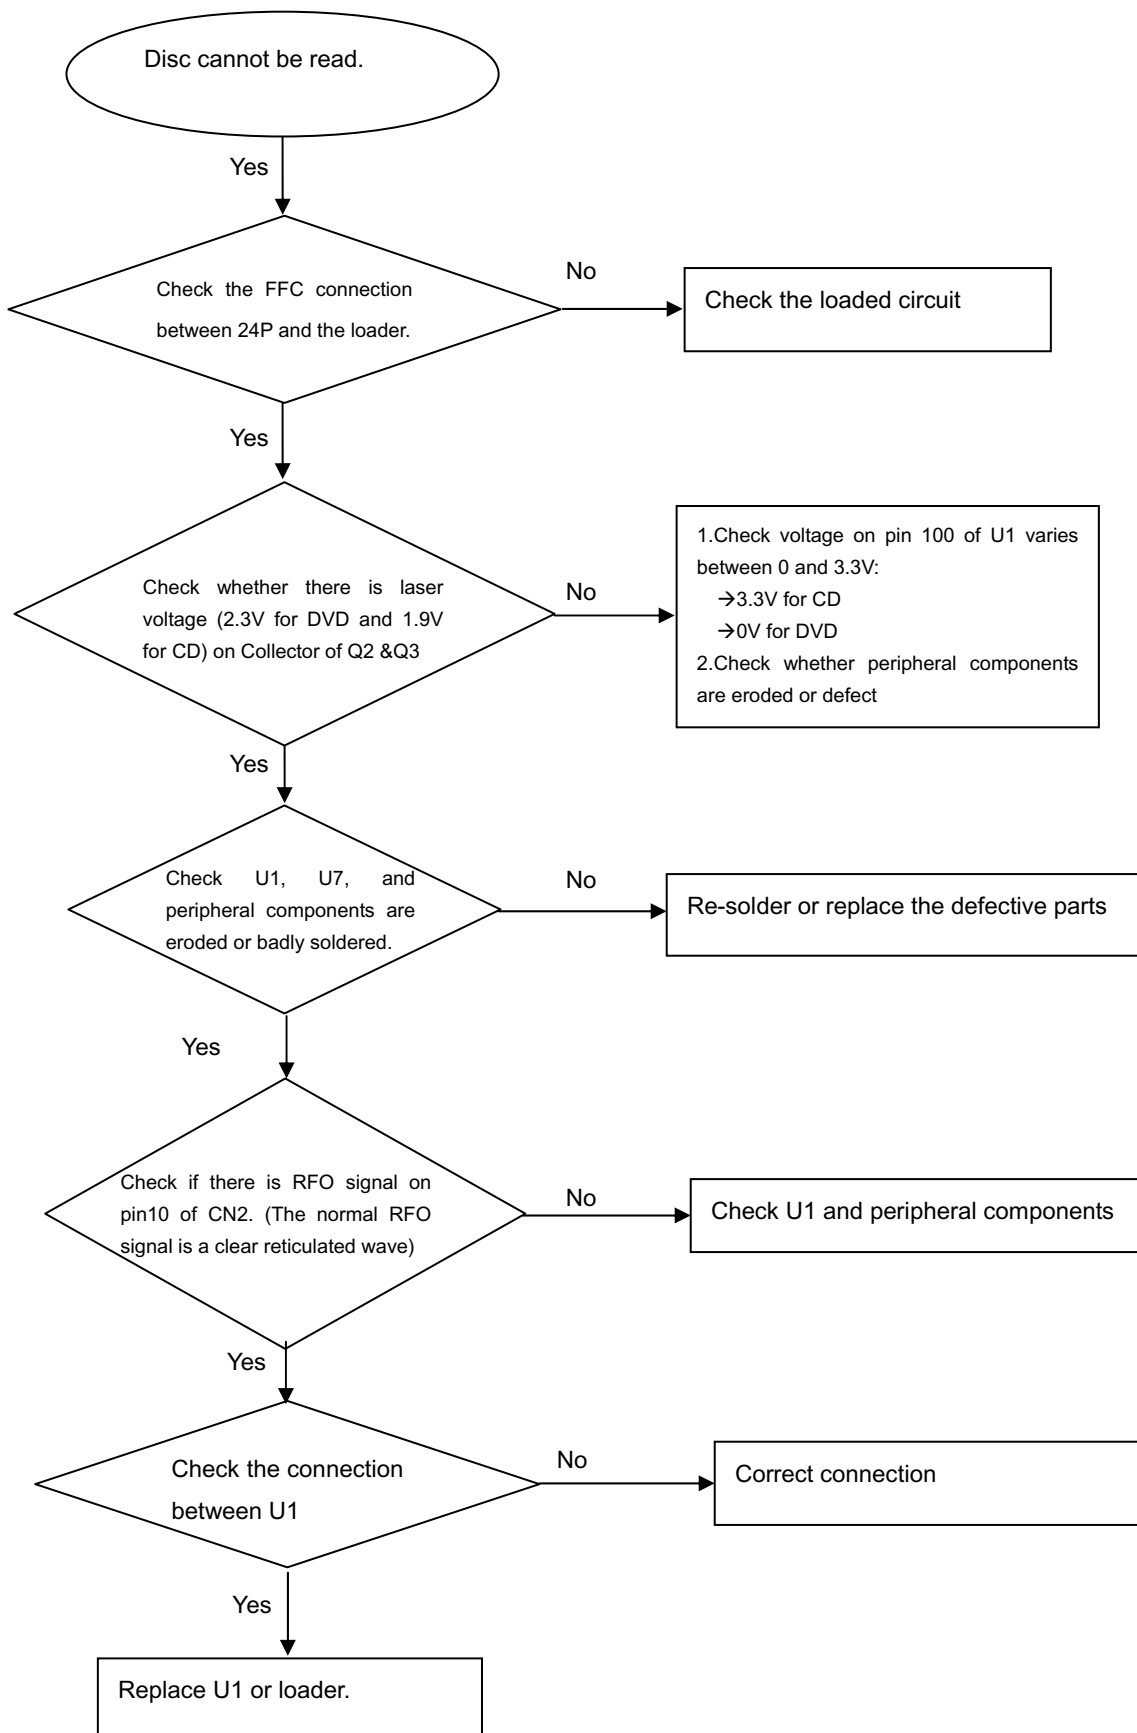 Disc cannot be read.
Yes
No
Check the FFC connection
between 24P and the loader.
Check the loaded circuit
Yes
Check whether there is laser
voltage (2.3V for DVD and 1.9V
for CD) on Collector of Q2 &Q3
No
1.Check voltage on pin 100 of U1 varies
between 0 and 3.3V:
→3.3V for CD
→0V for DVD
2.Check whether peripheral components
are eroded or defect
Yes
Check U1, U7, and
peripheral components are
eroded or badly soldered.
No
Re-solder or replace the defective parts
Yes
Check if there is RFO signal on
pin10 of CN2. (The normal RFO
signal is a clear reticulated wave)
No
Check U1 and peripheral components
Yes
Check the connection
between U1
No
Correct connection
Yes
Replace U1 or loader.